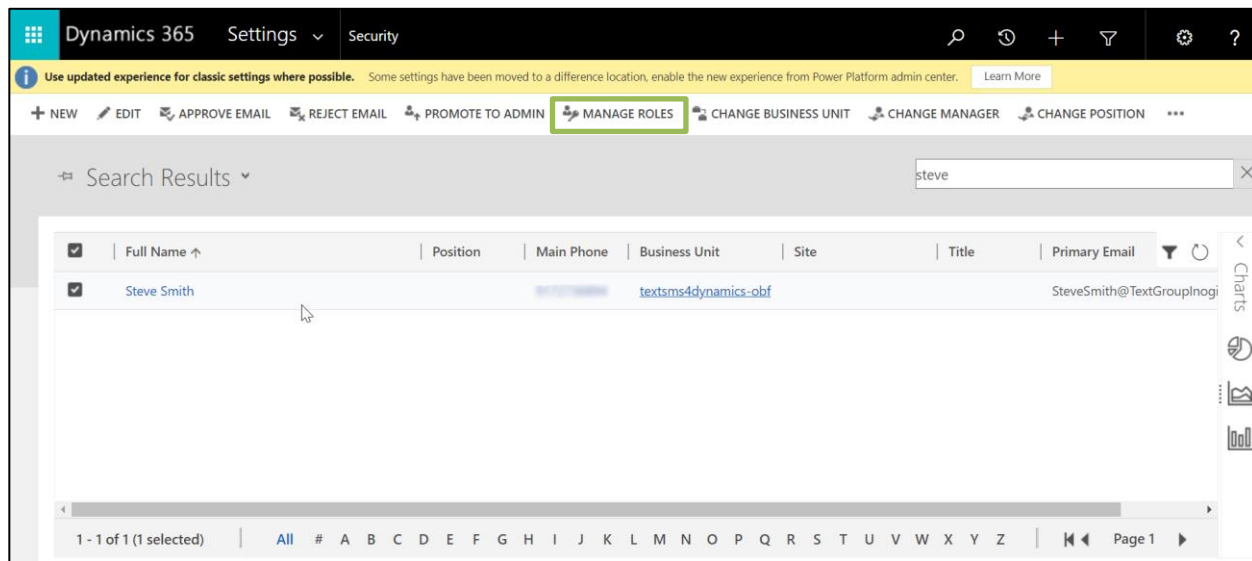 Dynamics 365 Settings Security ?
Use updated experience for classic settings where possible. Some settings have been moved to a difference location, enable the new experience from Power Platform admin center. Learn More
NEW EDIT APPROVE EMAIL REJECT EMAIL PROMOTE TO ADMIN MANAGE ROLES CHANGE BUSINESS UNIT CHANGE MANAGER CHANGE POSITION
Search Results steve
Full Name Position Main Phone Business Unit Site Title Primary Email
Steve Smith textsms4dynamics-obf SteveSmith@TextGroupInogi
Charts
1 - 1 of 1 (1 selected) All # A B C D E F G H I J K L M N O P Q R S T U V W X Y Z Page 1